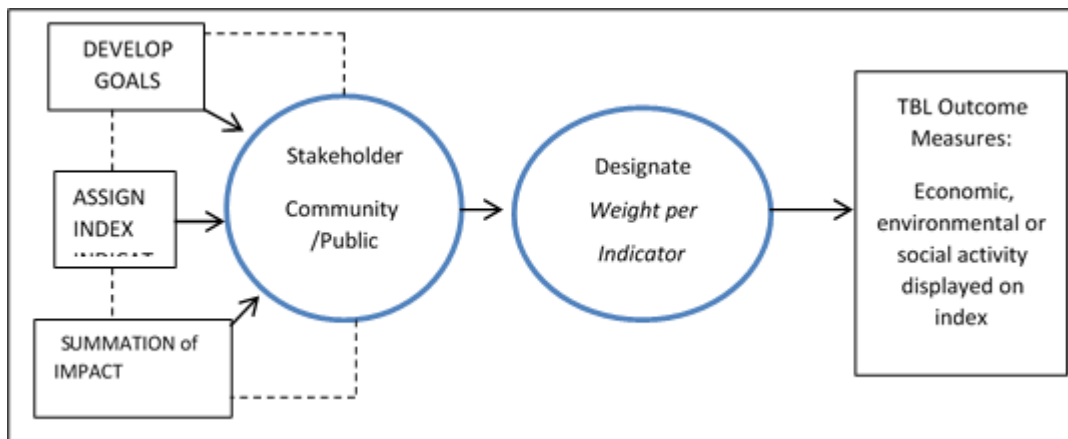 DEVELOP
GOALS
ASSIGN
INDEX
SUMMATION of
IMPACT
Stakeholder
Community
/Public
Designate
Weight per
Indicator
TBL Outcome
Measures:
Economic,
environmental or
social activity
displayed on
index